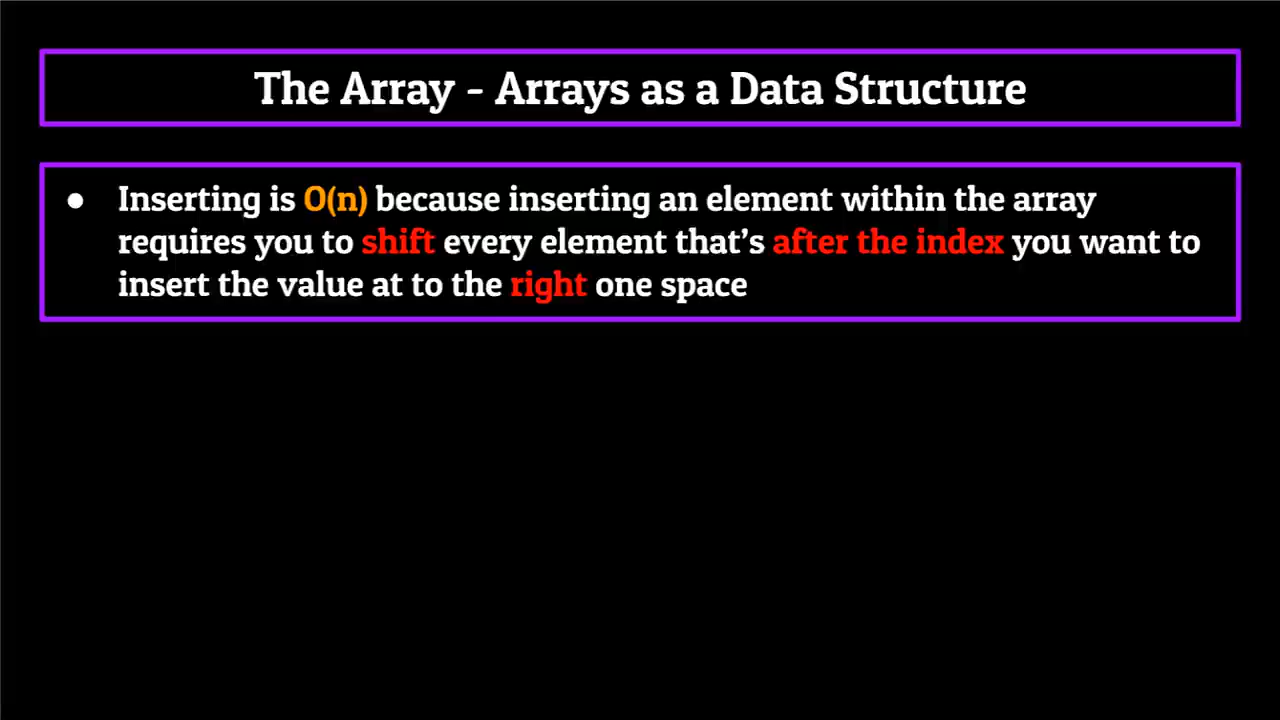 The Array - Arrays as a Data Structure
● Inserting is O(n) because inserting an element within the array
requires you to shift every element that’s after the index you want to
insert the value at to the right one space